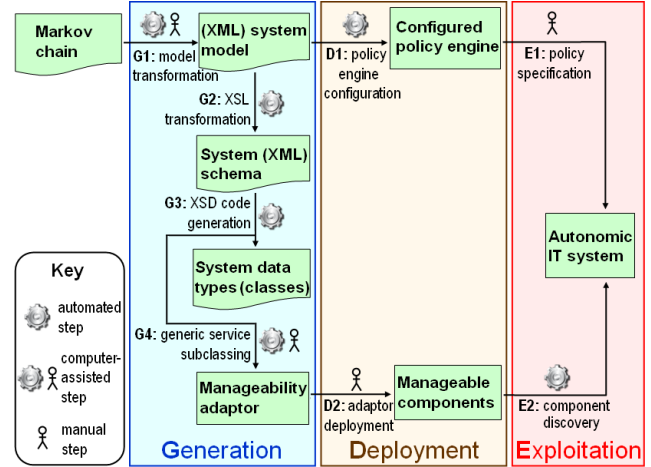 Markov
chain
(XML) system
model
Configured
policy engine
G1: model
transformation
D1: policy
engine
configuration
E1: policy
specification
G2: XSL
transformation
System (XML)
schema
G3: XSD code
generation
System data
types (classes)
Autonomic
IT system
G4: generic service
subclassing
Manageability
adaptor
D2: adaptor
deployment
Manageable
components
E2: component
discovery
Key
automated
step
computer-
assisted
step
manual
step
Generation
Deployment
Exploitation